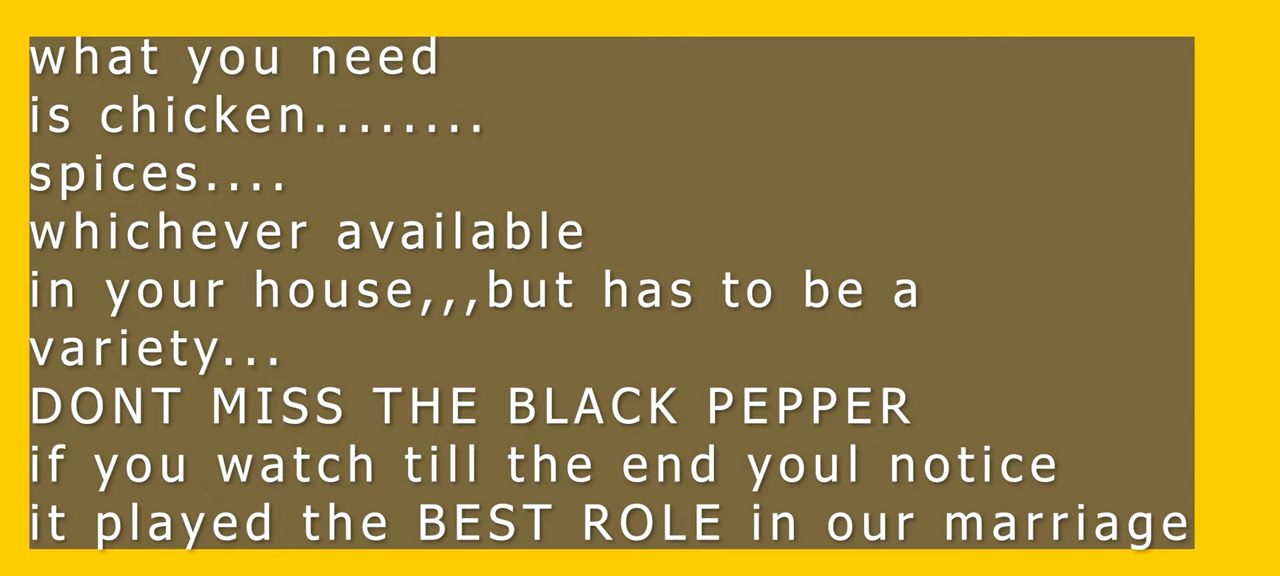 what you need
is chicken........
spices....
whichever available
in your house,,,but has to be a
variety...
DONT MISS THE BLACK PEPPER
if you watch till the end youl notice
it played the BEST ROLE in our marriage